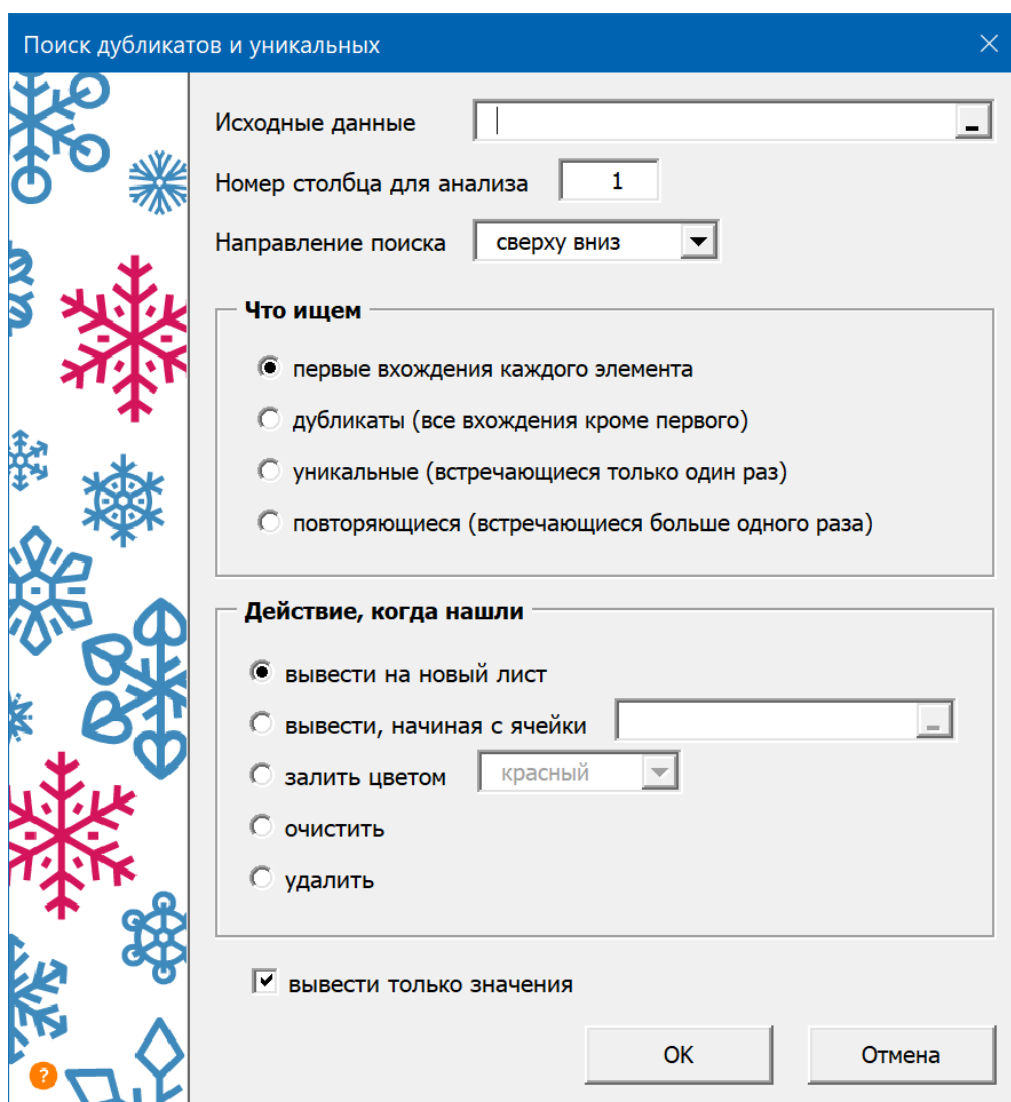 Поиск дубликатов и уникальных
Исходные данные
Номер столбца для анализа 1
Направление поиска сверху вниз
Что ищем
первые вхождения каждого элемента
дубликаты (все вхождения кроме первого)
уникальные (встречающиеся только один раз)
повторяющиеся (встречающиеся больше одного раза)
Действие, когда нашли
вывести на новый лист
вывести, начиная с ячейки
залить цветом красный
очистить
удалить
вывести только значения
?
OK Отмена